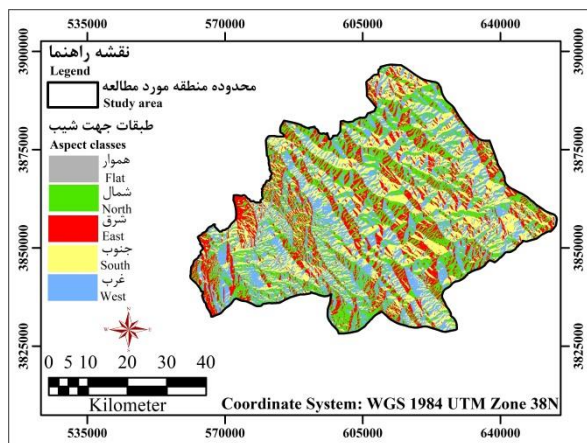 535000 570000 605000 640000
3900000 3900000
نقشه راهنما
Legend
محدوده منطقه مورد مطالعه
Study area
طبقات جهت شیب
Aspect classes
3875000 3875000
هموار
Flat
شمال
North
شرق
East
3850000 3850000
جنوب
South
غرب
West
N
W E
S
3825000 3825000
0 5 10 20 30 40
Kilometer
Coordinate System: WGS 1984 UTM Zone 38N
535000 570000 605000 640000